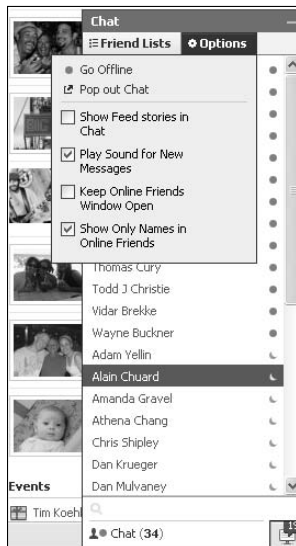 Chat
Friend Lists Options
Go Offline
Pop out Chat
Show Feed stories in
Chat
Play Sound for New
Messages
Keep Online Friends
Window Open
Show Only Names in
Online Friends
Thomas Cury
Todd J Christie
Vidar Brekke
Wayne Buckner
Adam Yellin
Alain Chuard
Amanda Gravel
Athena Chang
Chris Shipley
Dan Krueger
Events
Dan Mulvaney
Tim Koehl
Chat (34)